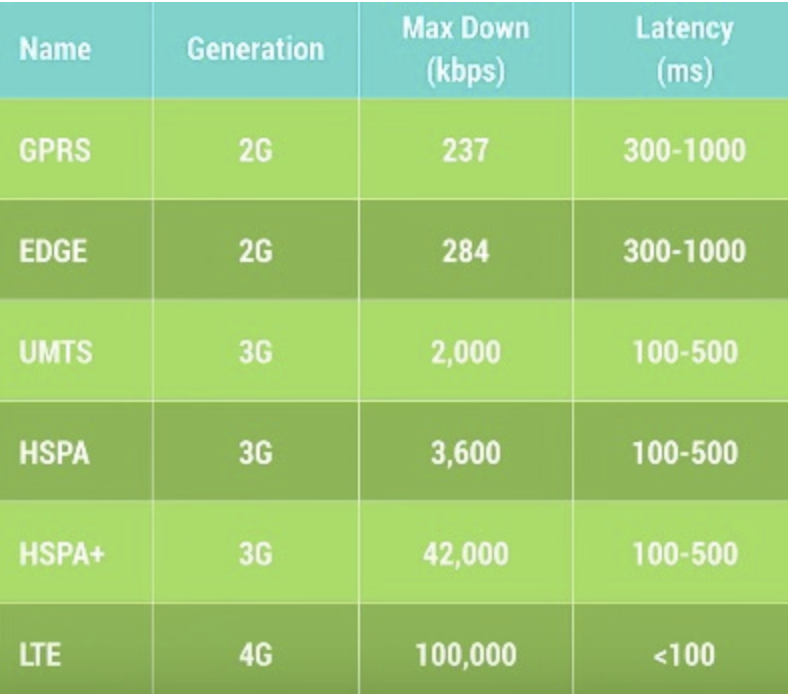 Name Generation Max Down (kbps) Latency (ms)
GPRS 2G 237 300-1000
EDGE 2G 284 300-1000
UMTS 3G 2,000 100-500
HSPA 3G 3,600 100-500
HSPA+ 3G 42,000 100-500
LTE 4G 100,000 <100